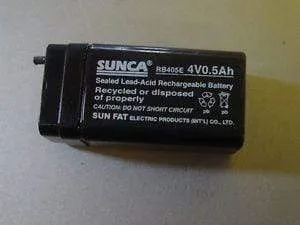 SUNCA®
RB405E 4V0.5Ah
Sealed Lead-Acid Rechargeable Battery
Recycled or disposed
of properly
CAUTION: DO NOT SHORT CIRCUIT
SUN FAT ELECTRIC PRODUCTS (INT'L) CO., LTD
Pb